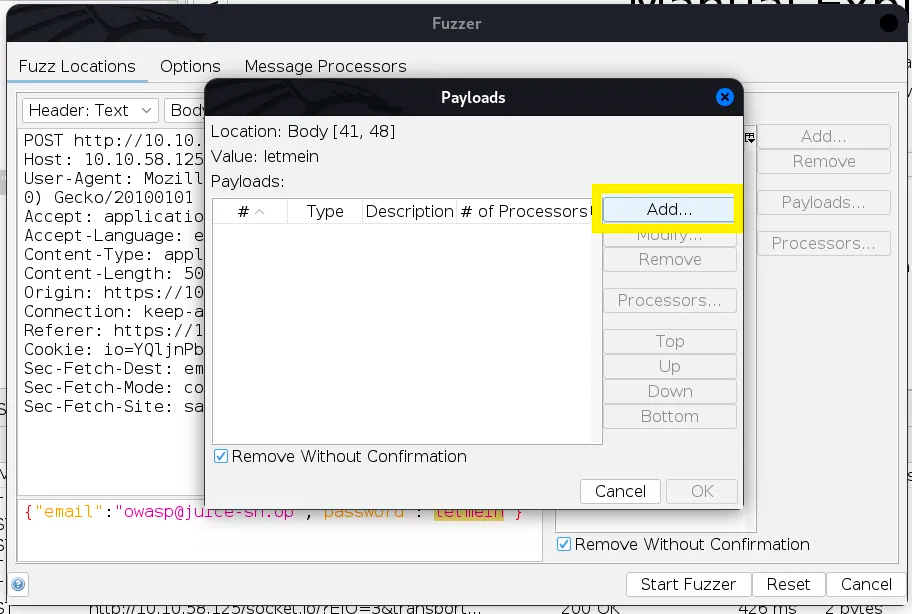 Fuzzer
Fuzz Locations Options Message Processors
Header: Text Body
POST http://10.10.
Host: 10.10.58.125
User-Agent: Mozill
0) Gecko/20100101
Accept: applicatio
Accept-Language: e
Content-Type: appl
Content-Length: 50
Origin: https://10
Connection: keep-a
Referer: https://1
Cookie: io=YQljnPb
Sec-Fetch-Dest: em
Sec-Fetch-Mode: co
Sec-Fetch-Site: sa
{"email":"owasp@juice-sh.op", "password": "letmein"}
Payloads
Location: Body [41, 48]
Value: letmein
Payloads:
# Type Description # of Processors
Add...
Modify...
Remove
Processors...
Top
Up
Down
Bottom
Remove Without Confirmation
Cancel OK
Add...
Remove
Payloads...
Processors...
Remove Without Confirmation
Start Fuzzer Reset Cancel
http://10.10.58.125/socket.io/?EIO=3&transport... 200 OK 426 ms 2 bytes